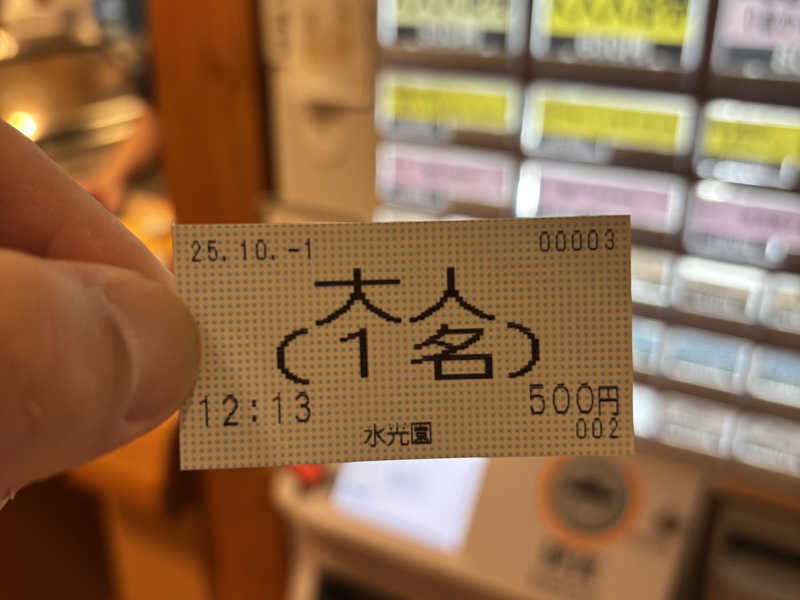 25.10.-1 00003
大人
(1名)
12:13 500円
水光園 002